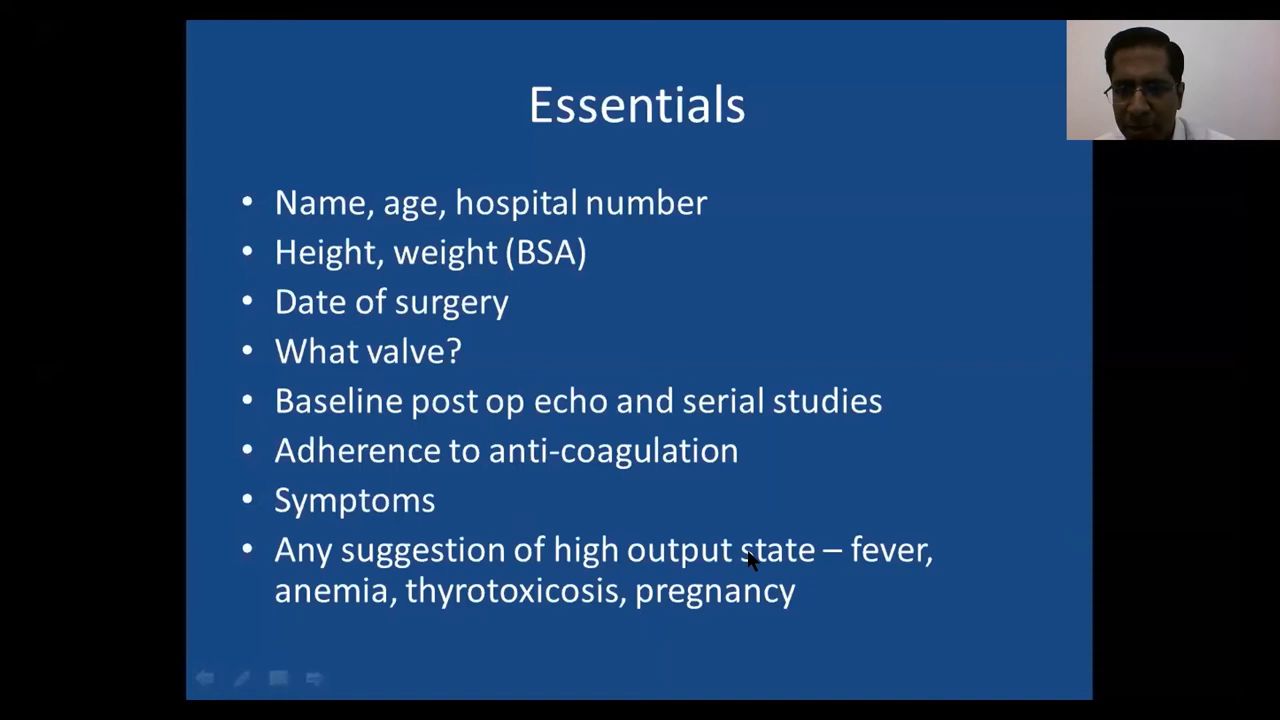 Essentials
• Name, age, hospital number
• Height, weight (BSA)
• Date of surgery
• What valve?
• Baseline post op echo and serial studies
• Adherence to anti-coagulation
• Symptoms
• Any suggestion of high output state – fever,
anemia, thyrotoxicosis, pregnancy